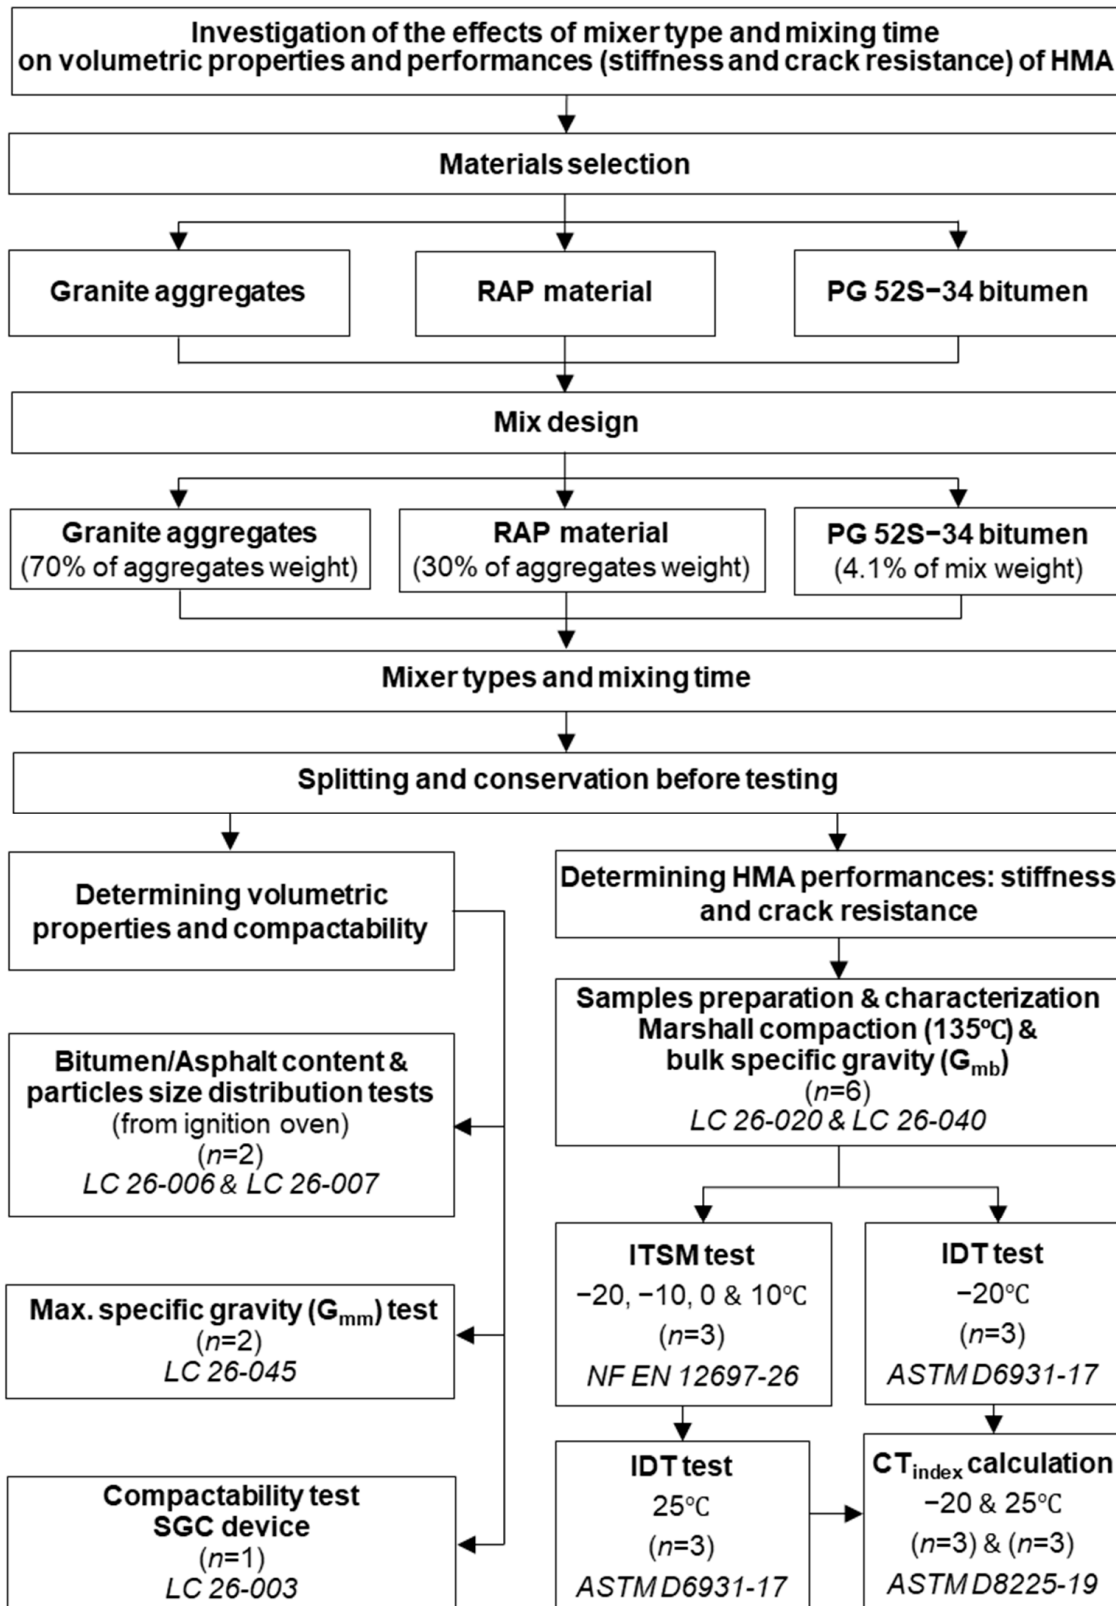 Investigation of the effects of mixer type and mixing time
on volumetric properties and performances (stiffness and crack resistance) of HMA
Materials selection
Granite aggregates
RAP material
PG 52S−34 bitumen
Mix design
Granite aggregates
(70% of aggregates weight)
RAP material
(30% of aggregates weight)
PG 52S−34 bitumen
(4.1% of mix weight)
Mixer types and mixing time
Splitting and conservation before testing
Determining volumetric
properties and compactability
Bitumen/Asphalt content &
particles size distribution tests
(from ignition oven)
(n=2)
LC 26-006 & LC 26-007
Max. specific gravity (Gmm) test
(n=2)
LC 26-045
Compactability test
SGC device
(n=1)
LC 26-003
Determining HMA performances: stiffness
and crack resistance
Samples preparation & characterization
Marshall compaction (135℃) &
bulk specific gravity (Gmb)
(n=6)
LC 26-020 & LC 26-040
ITSM test
−20, −10, 0 & 10℃
(n=3)
NF EN 12697-26
IDT test
−20℃
(n=3)
ASTM D6931-17
IDT test
25℃
(n=3)
ASTM D6931-17
CTindex calculation
−20 & 25℃
(n=3) & (n=3)
ASTM D8225-19